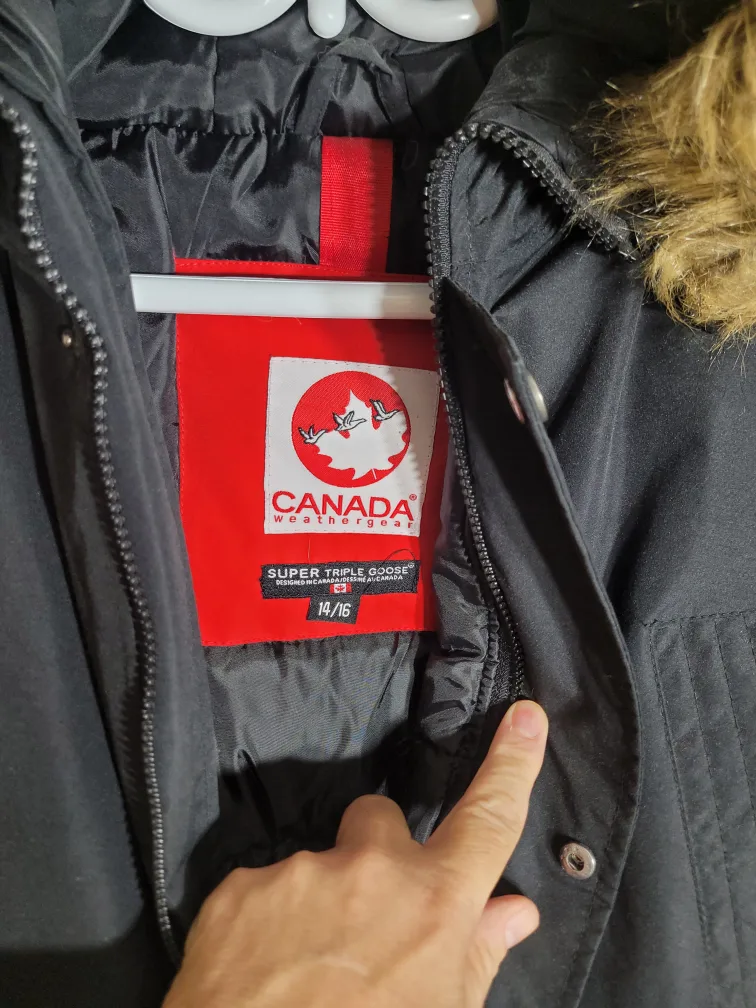 CANADA®
weathergear
SUPER TRIPLE GOOSE®
DESIGNED IN CANADA/DESSINÉ AU CANADA
14/16